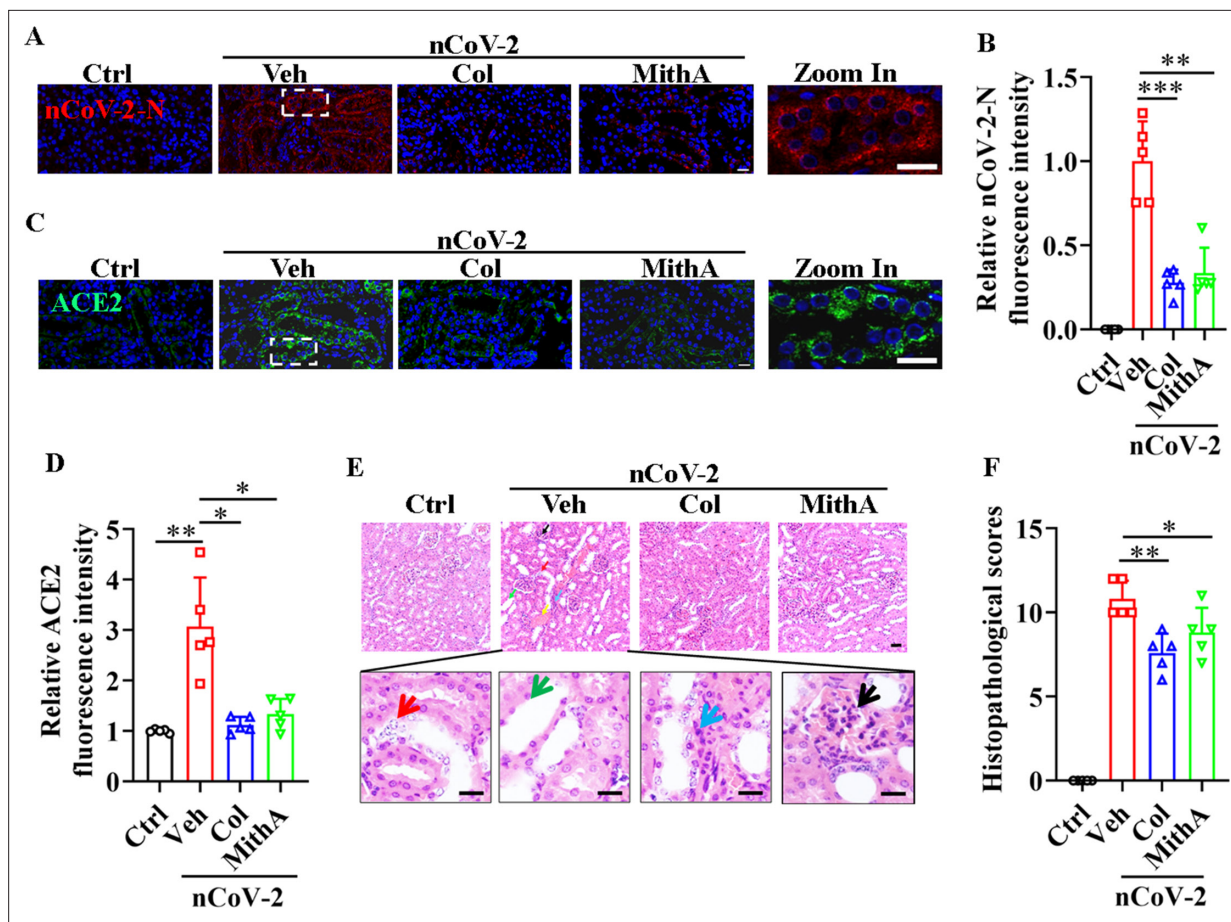 A
nCoV-2
Ctrl Veh Col MithA Zoom In
nCoV-2-N
B
** 
***
Relative nCoV-2-N
fluorescence intensity
1.5
1.0
0.5
0.0
Ctrl
Veh
Col
MithA
nCoV-2
C
nCoV-2
Ctrl Veh Col MithA Zoom In
ACE2
D
*
** *
Relative ACE2
fluorescence intensity
5
4
3
2
1
0
Ctrl
Veh
Col
MithA
nCoV-2
E
nCoV-2
Ctrl Veh Col MithA
F
*
**
Histopathological scores
15
10
5
0
Ctrl
Veh
Col
MithA
nCoV-2